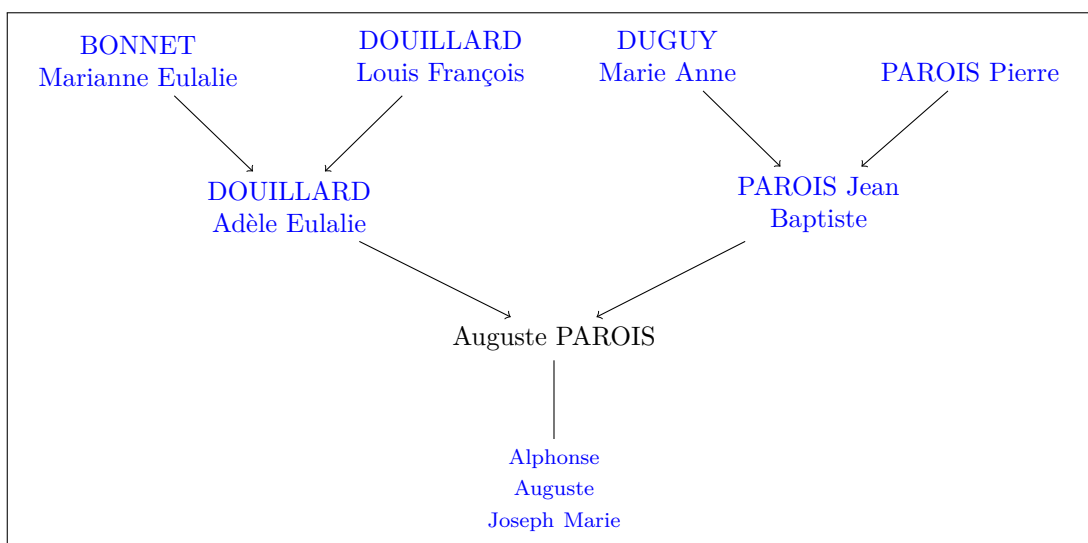 BONNET
Marianne Eulalie
DOUILLARD
Louis François
DUGUY
Marie Anne
PAROIS Pierre
DOUILLARD
Adèle Eulalie
PAROIS Jean
Baptiste
Auguste PAROIS
Alphonse
Auguste
Joseph Marie